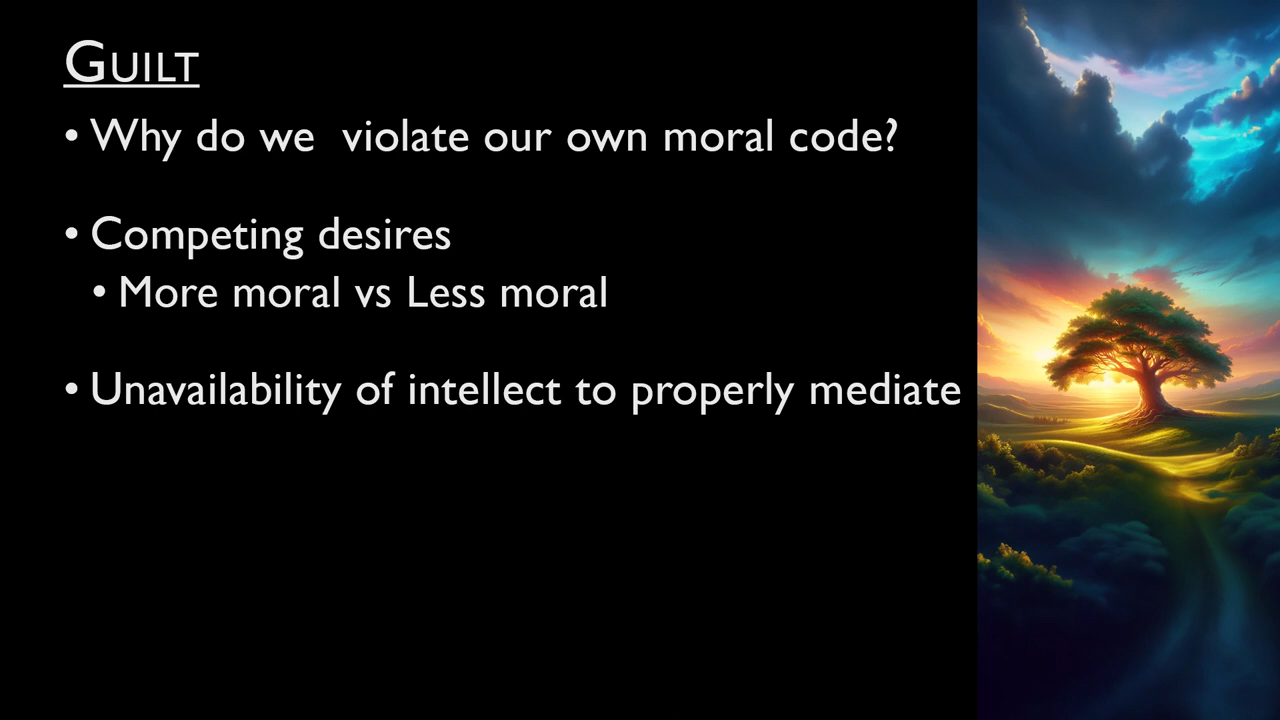 GUILT
• Why do we  violate our own moral code?
• Competing desires
• More moral vs Less moral
• Unavailability of intellect to properly mediate